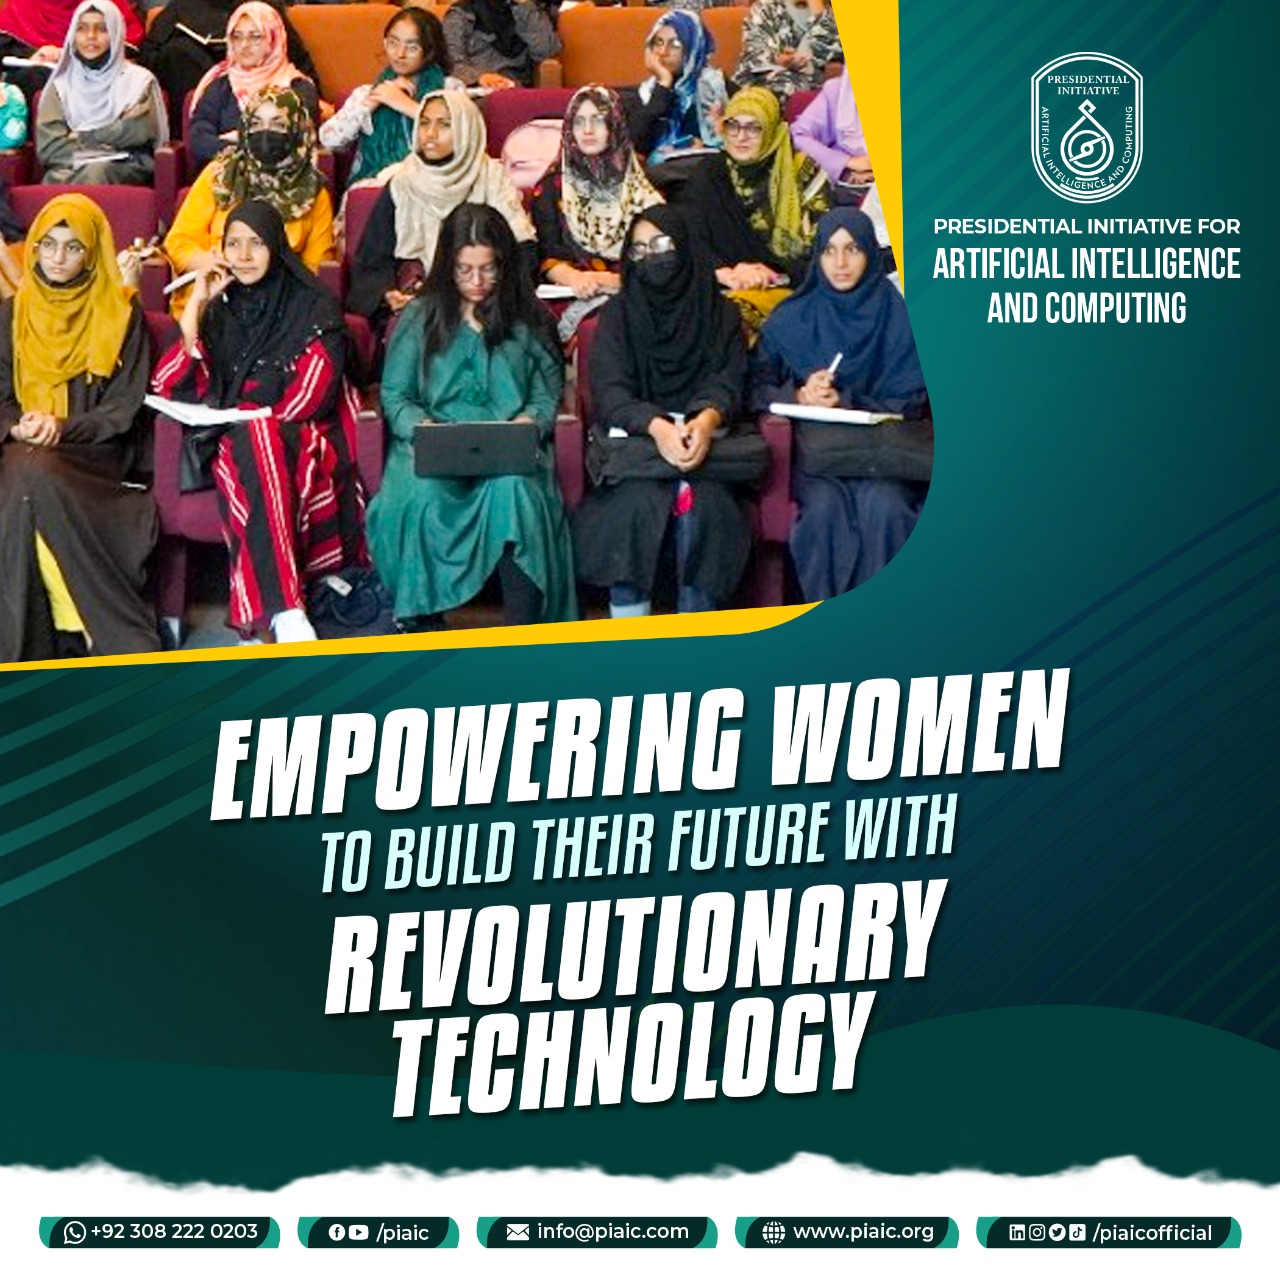 PRESIDENTIAL
INITIATIVE
ARTIFICIAL INTELLIGENCE AND COMPUTING
PRESIDENTIAL INITIATIVE FOR
ARTIFICIAL INTELLIGENCE
AND COMPUTING
EMPOWERING WOMEN
TO BUILD THEIR FUTURE WITH
REVOLUTIONARY
TECHNOLOGY
+92 308 222 0203
/piaic
info@piaic.com
www.piaic.org
/piaicofficial